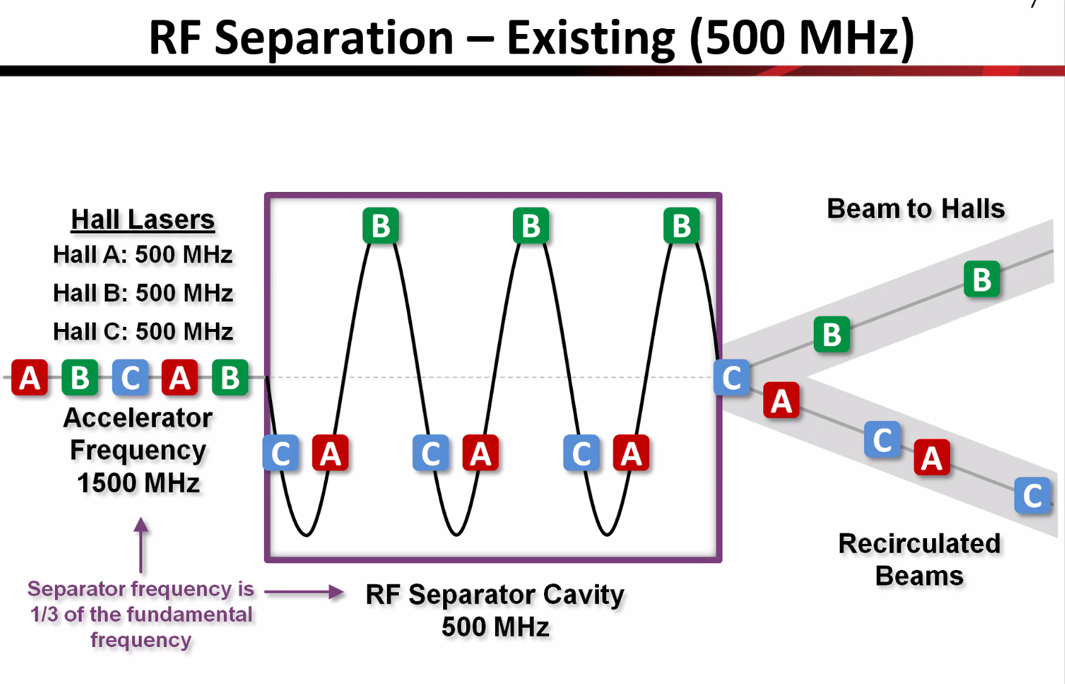 7
RF Separation – Existing (500 MHz)
Hall Lasers
Hall A: 500 MHz
Hall B: 500 MHz
Hall C: 500 MHz
A B C A B
Accelerator
Frequency
1500 MHz
Separator frequency is
1/3 of the fundamental
frequency
B B B
C A C A C A
RF Separator Cavity
500 MHz
Beam to Halls
B
B
C
A
C
A
C
Recirculated
Beams